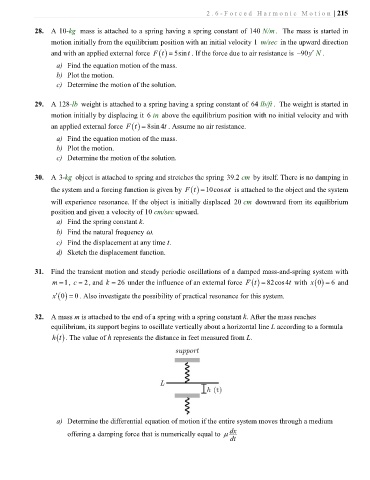 2.6-Forced Harmonic Motion | 215
28. A 10-kg mass is attached to a spring having a spring constant of 140 N/m. The mass is started in
motion initially from the equilibrium position with an initial velocity 1 m/sec in the upward direction
and with an applied external force F(t) = 5sin t. If the force due to air resistance is −90y′ N.
a) Find the equation motion of the mass.
b) Plot the motion.
c) Determine the motion of the solution.
29. A 128-lb weight is attached to a spring having a spring constant of 64 lb/ft. The weight is started in
motion initially by displacing it 6 in above the equilibrium position with no initial velocity and with
an applied external force F(t) = 8sin 4t. Assume no air resistance.
a) Find the equation motion of the mass.
b) Plot the motion.
c) Determine the motion of the solution.
30. A 3-kg object is attached to spring and stretches the spring 39.2 cm by itself. There is no damping in
the system and a forcing function is given by F(t) = 10cos ωt is attached to the object and the system
will experience resonance. If the object is initially displaced 20 cm downward from its equilibrium
position and given a velocity of 10 cm/sec upward.
a) Find the spring constant k.
b) Find the natural frequency ω.
c) Find the displacement at any time t.
d) Sketch the displacement function.
31. Find the transient motion and steady periodic oscillations of a damped mass-and-spring system with
m = 1, c = 2, and k = 26 under the influence of an external force F(t) = 82cos 4t with x(0) = 6 and
x′(0) = 0. Also investigate the possibility of practical resonance for this system.
32. A mass m is attached to the end of a spring with a spring constant k. After the mass reaches
equilibrium, its support begins to oscillate vertically about a horizontal line L according to a formula
h(t). The value of h represents the distance in feet measured from L.
support
L
h (t)
a) Determine the differential equation of motion if the entire system moves through a medium
offering a damping force that is numerically equal to μ dx/dt